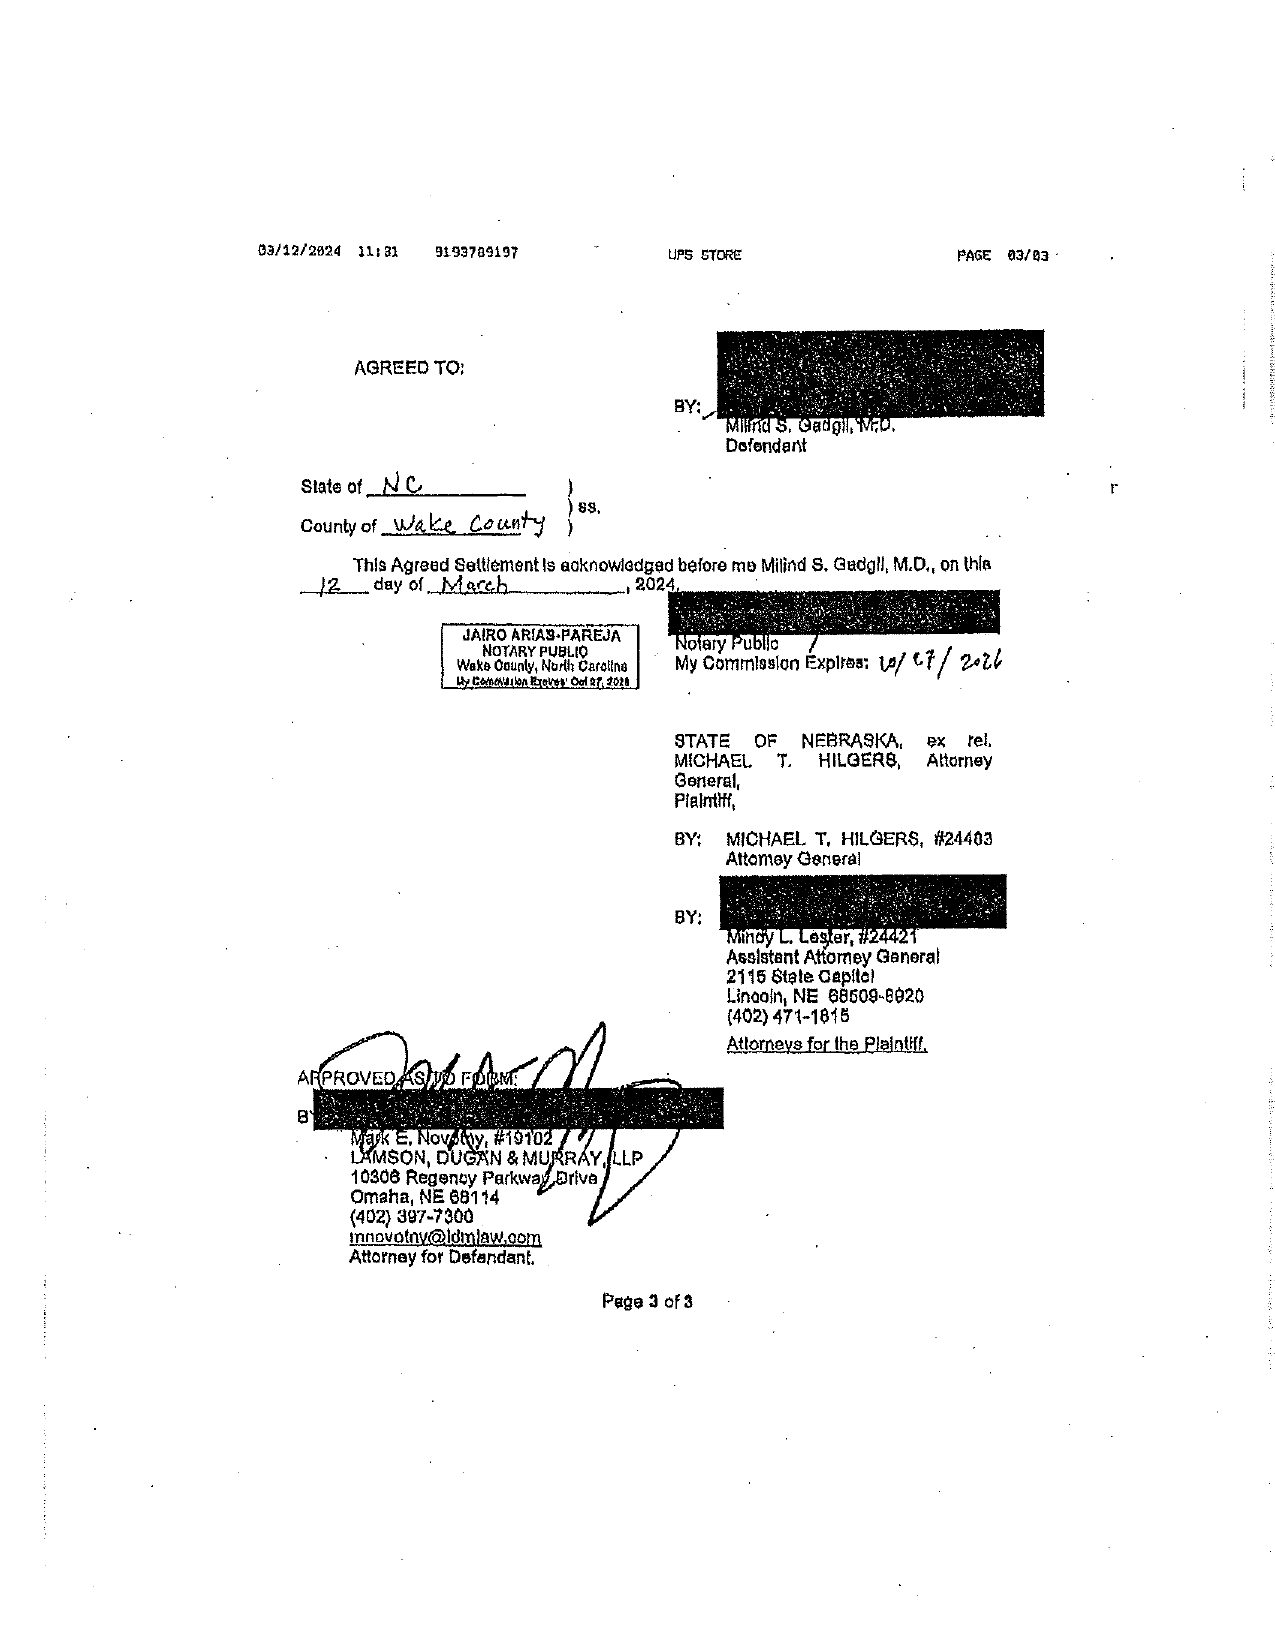 03/12/2024 11:31 9193789197 UPS STORE PAGE 03/03
AGREED TO:
BY:
Milind S. Gadgil, M.D.
Defendant
State of NC )
) ss.
County of Wake County )
This Agreed Settlement is acknowledged before me Milind S. Gadgil, M.D., on this
12 day of March, 2024.
JAIRO ARIAS-PAREJA
NOTARY PUBLIC
Wake County, North Carolina
My Commission Expires Oct 27, 2026
Notary Public
My Commission Expires: 10/27/2026
STATE OF NEBRASKA, ex rel.
MICHAEL T. HILGERS, Attorney
General,
Plaintiff,
BY: MICHAEL T. HILGERS, #24483
Attorney General
BY:
Mindy L. Lester, #24421
Assistant Attorney General
2115 State Capitol
Lincoln, NE 68509-8920
(402) 471-1815
Attorneys for the Plaintiff.
APPROVED AS TO FORM:
BY
Mark E. Novotny, #19102
LAMSON, DUGAN & MURRAY, LLP
10306 Regency Parkway Drive
Omaha, NE 68114
(402) 397-7300
mnovotny@ldmlaw.com
Attorney for Defendant.
Page 3 of 3